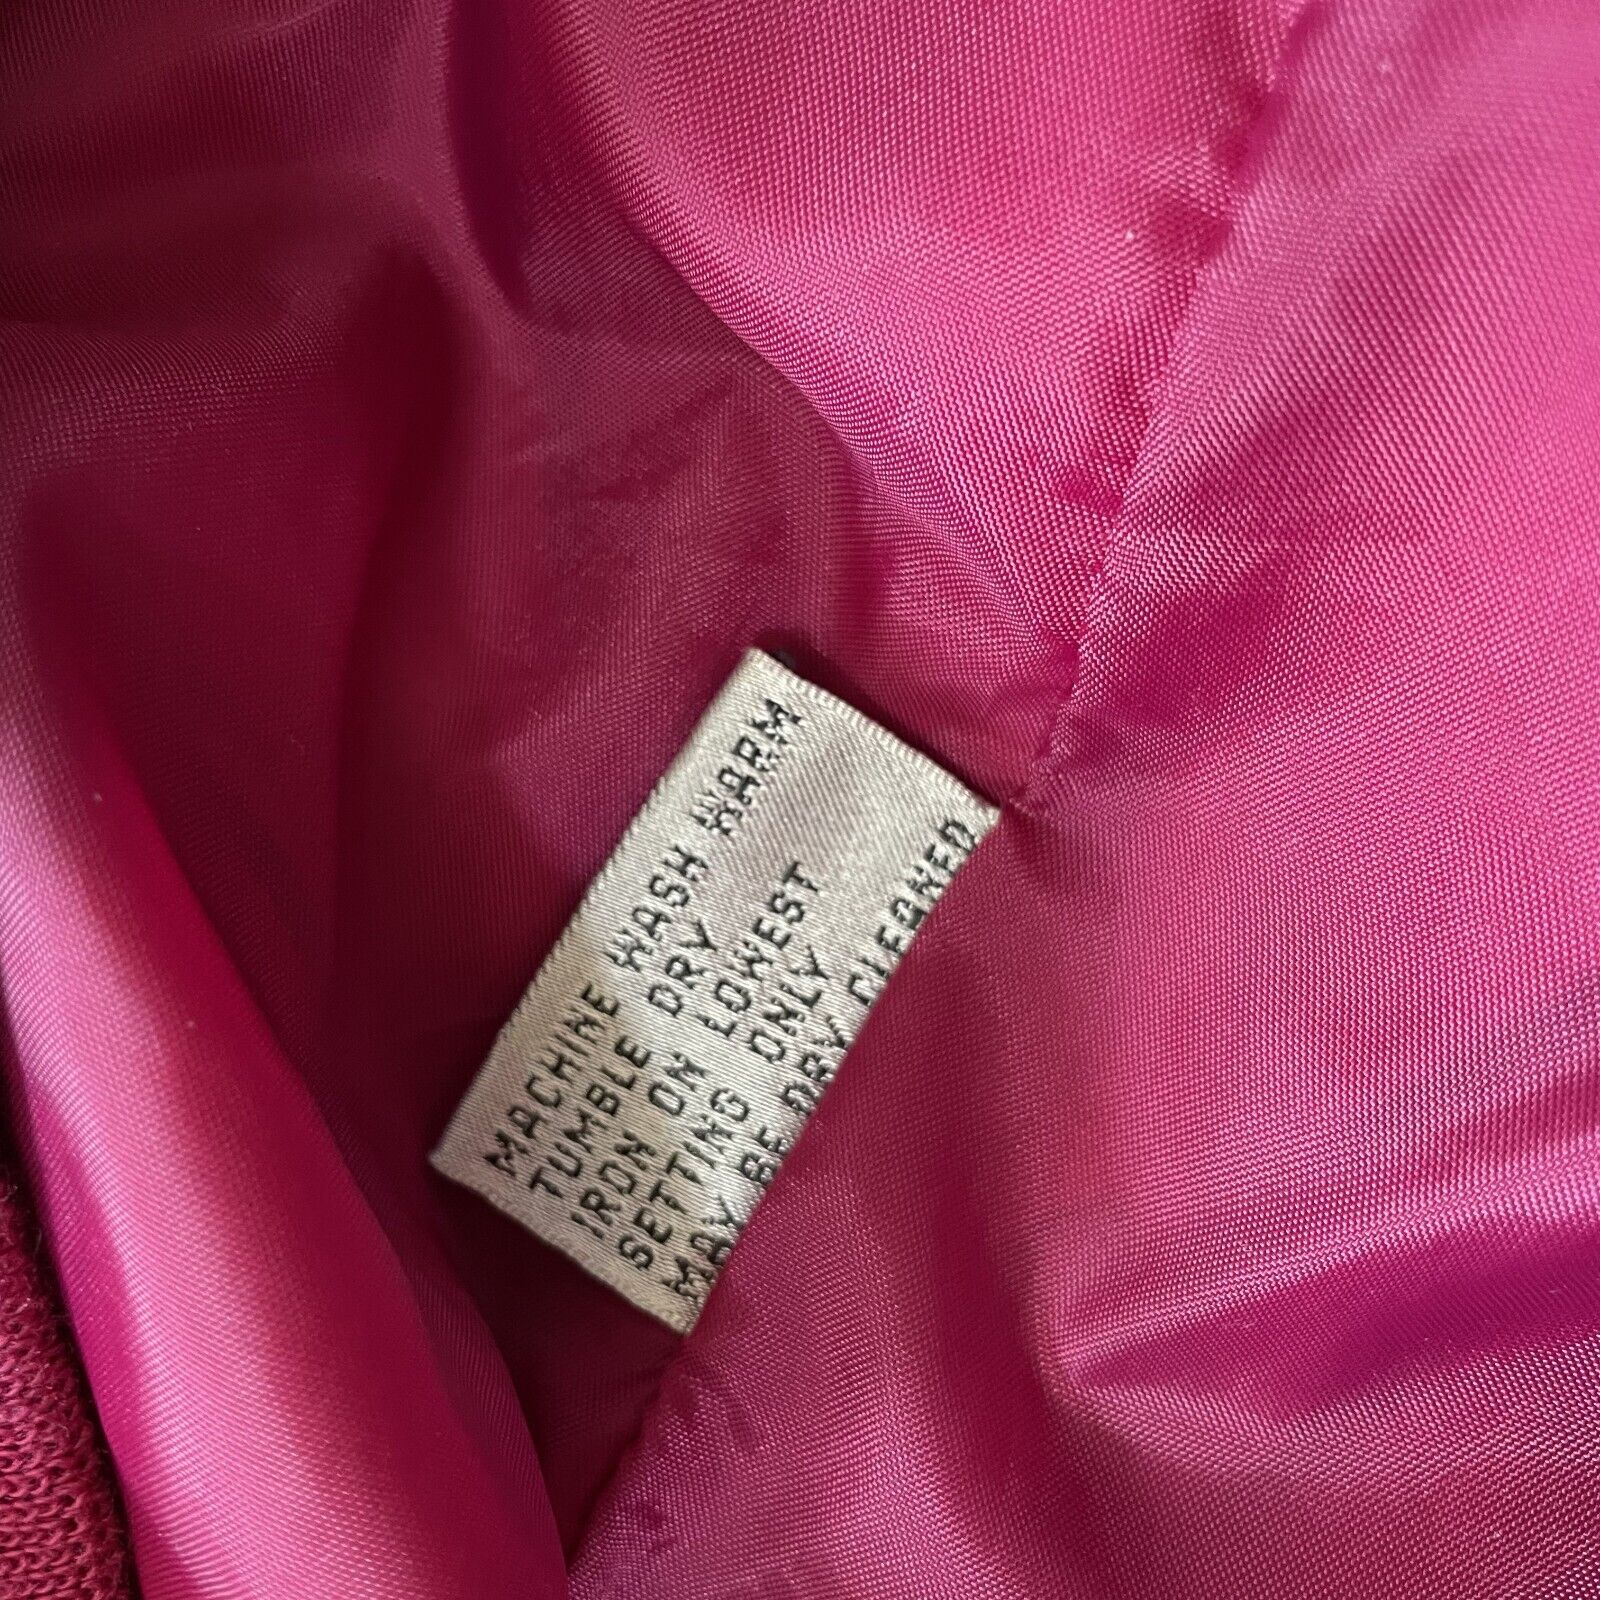 MACHINE WASH WARM
TUMBLE DRY
IRON ON LOWEST
SETTING ONLY
MAY BE DRY CLEANED